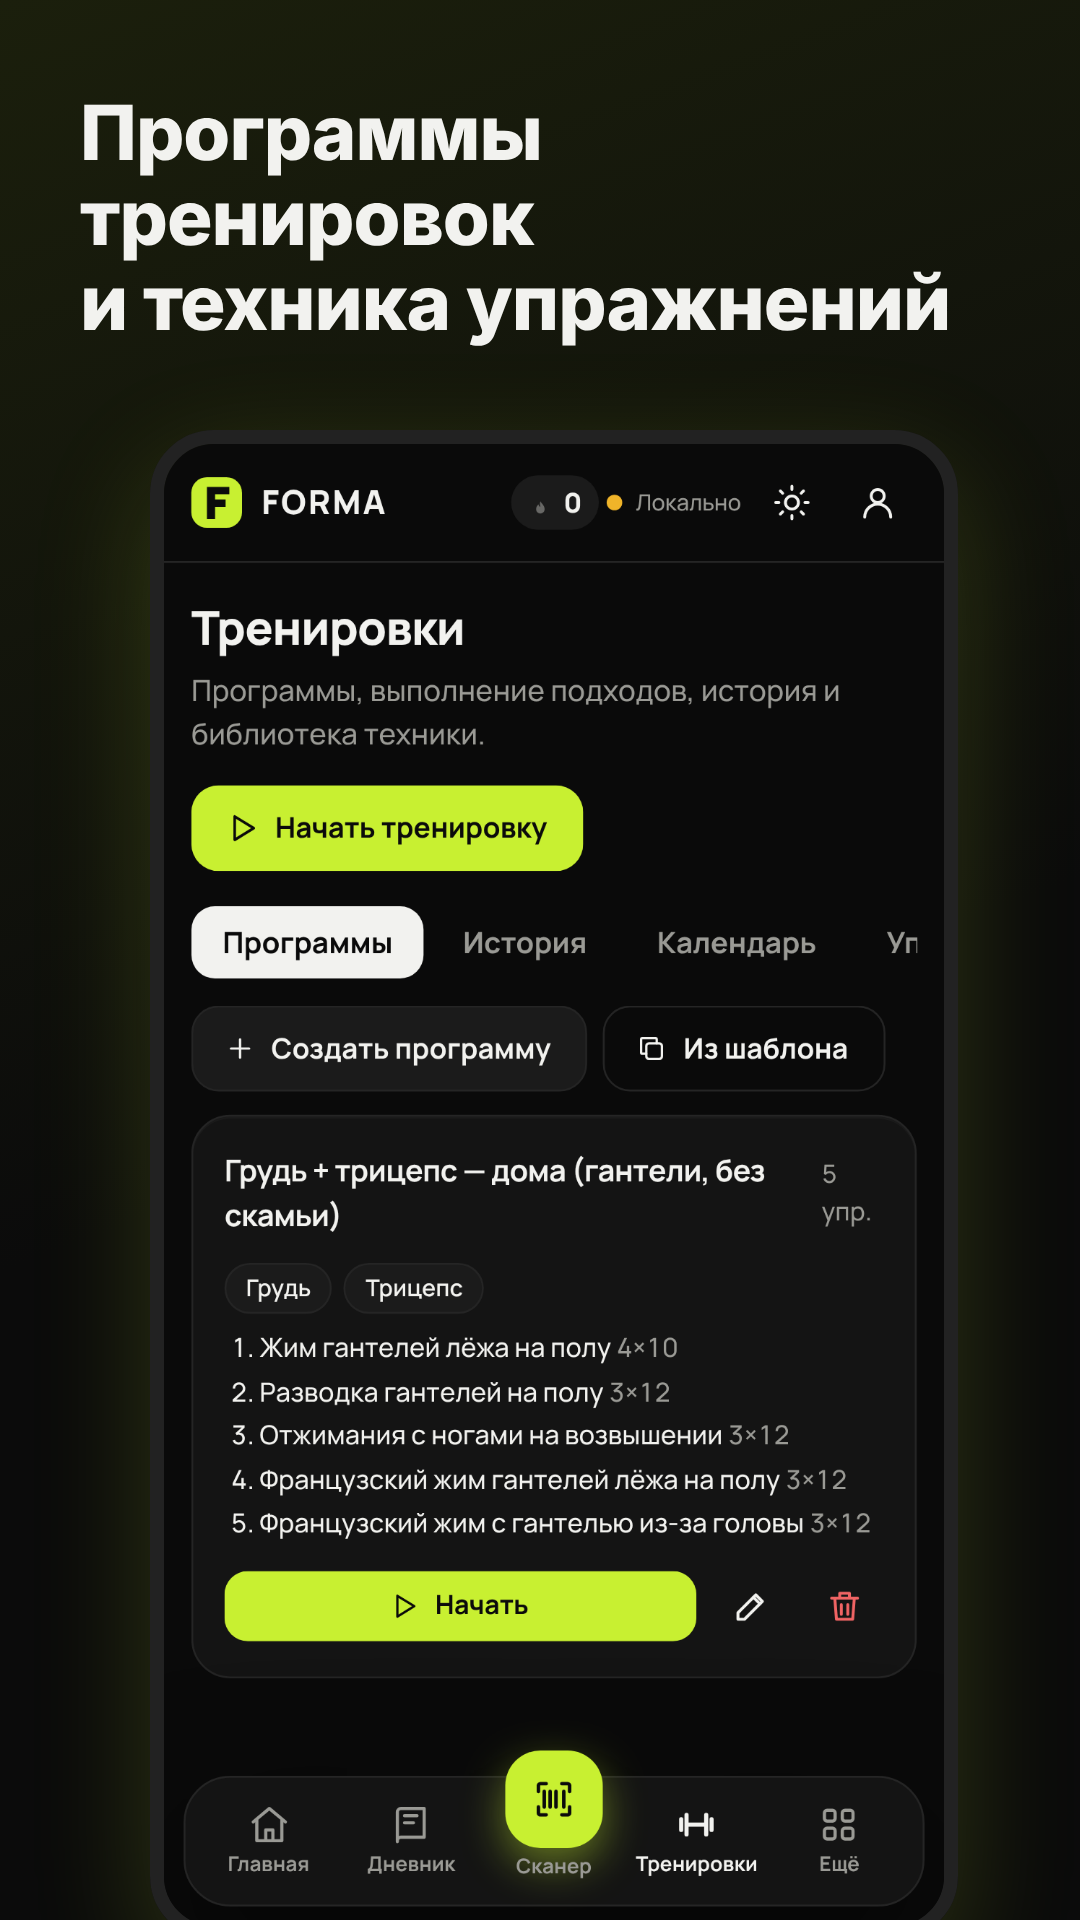 Программы
тренировок
и техника упражнений
F FORMA
0
Локально
Тренировки
Программы, выполнение подходов, история и
библиотека техники.
Начать тренировку
Программы
История
Календарь
Уп
Создать программу
Из шаблона
Грудь + трицепс — дома (гантели, без
скамьи)
5
упр.
Грудь
Трицепс
1. Жим гантелей лёжа на полу 4×10
2. Разводка гантелей на полу 3×12
3. Отжимания с ногами на возвышении 3×12
4. Французский жим гантелей лёжа на полу 3×12
5. Французский жим с гантелью из-за головы 3×12
Начать
Главная
Дневник
Сканер
Тренировки
Ещё